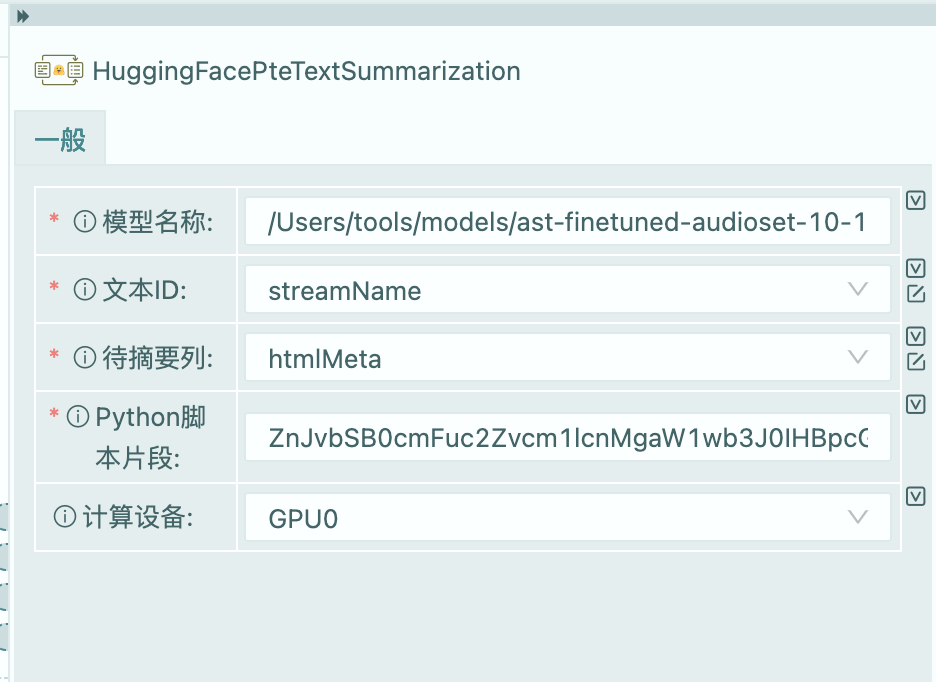 HuggingFacePteTextSummarization
一般
* 模型名称: /Users/tools/models/ast-finetuned-audioset-10-1
* 文本ID: streamName
* 待摘要列: htmlMeta
* Python脚
本片段: ZnJvbSB0cmFuc2Zvcm1lcnMgaW1wb3J0IHBpcG
计算设备: GPU0